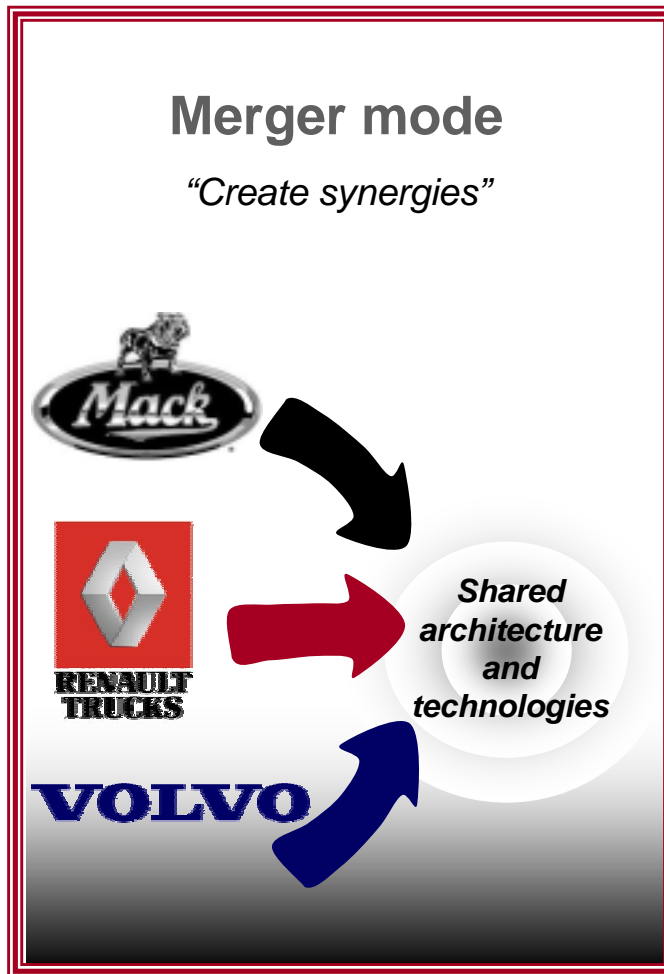 Merger mode
“Create synergies”
Mack
RENAULT
TRUCKS
VOLVO
Shared
architecture
and
technologies